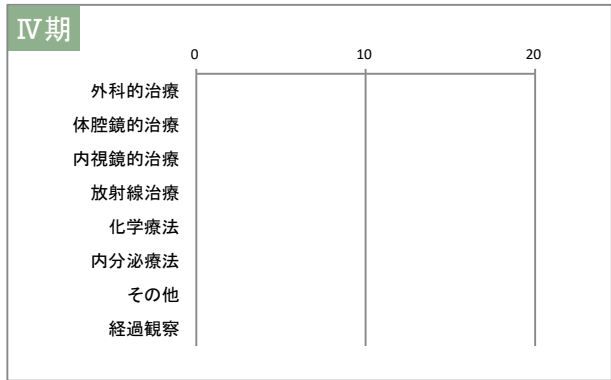 Ⅳ期
0 10 20
外科的治療
体腔鏡的治療
内視鏡的治療
放射線治療
化学療法
内分泌療法
その他
経過観察